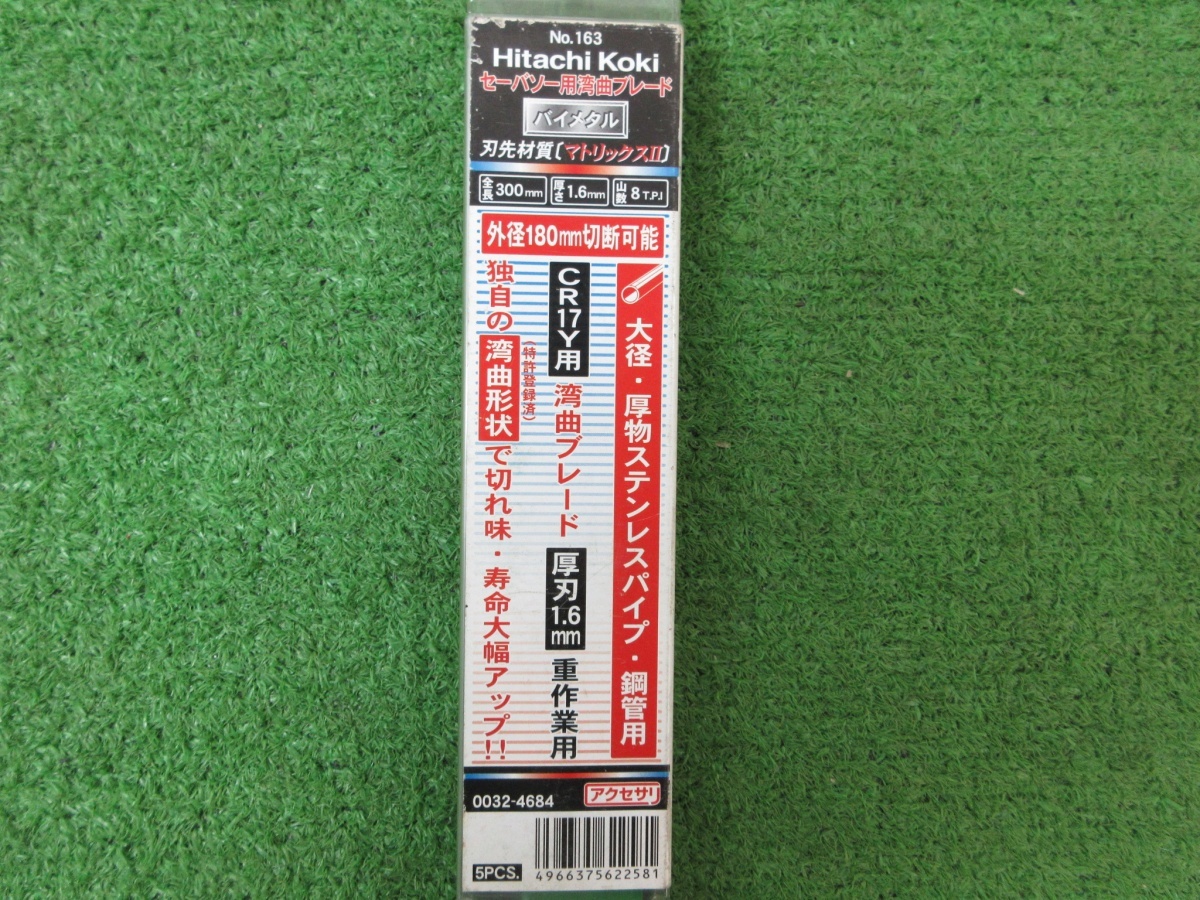 No.163
Hitachi Koki
セーバソー用湾曲ブレード
バイメタル
刃先材質〔マトリックスII〕
全長 300mm 厚さ 1.6mm 山数 8 T.P.I
外径180mm切断可能
大径・厚物ステンレスパイプ・鋼管用
CR17Y用 湾曲ブレード 厚刃1.6mm 重作業用
(特許登録済)
独自の湾曲形状で切れ味・寿命大幅アップ!!
0032-4684 アクセサリ
5PCS. 4966375622581